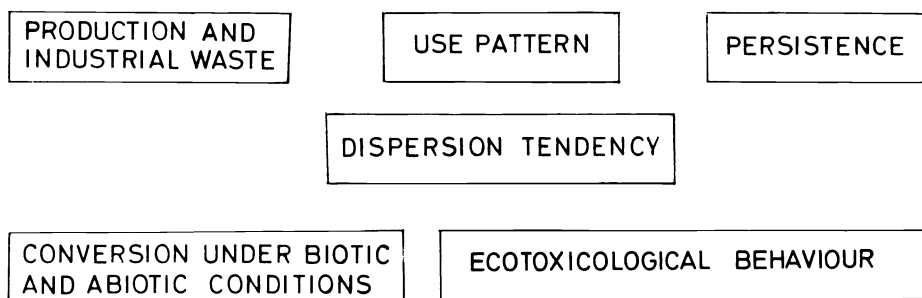 PRODUCTION AND
INDUSTRIAL WASTE
USE PATTERN
PERSISTENCE
DISPERSION TENDENCY
CONVERSION UNDER BIOTIC
AND ABIOTIC CONDITIONS
ECOTOXICOLOGICAL BEHAVIOUR